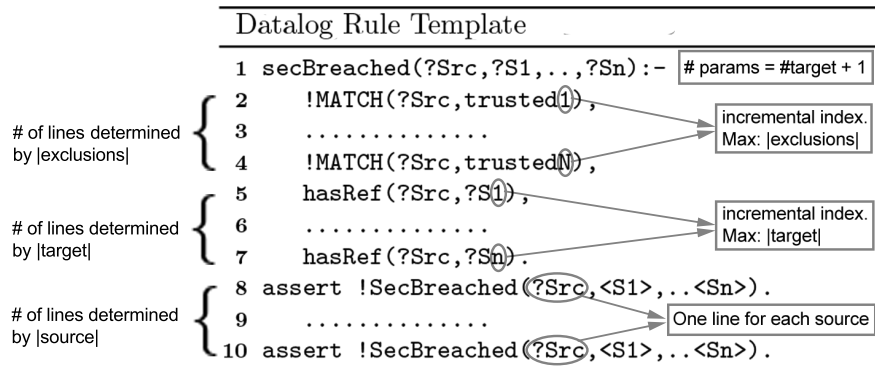 Datalog Rule Template
1 secBreached(?Src,?S1,..,?Sn):-
# params = #target + 1
2 !MATCH(?Src,trusted1),
3 ...............
4 !MATCH(?Src,trustedN),
# of lines determined
by |exclusions|
incremental index.
Max: |exclusions|
5 hasRef(?Src,?S1),
6 ...............
7 hasRef(?Src,?Sn).
# of lines determined
by |target|
incremental index.
Max: |target|
8 assert !SecBreached(?Src,<S1>,..<Sn>).
9 ...............
10 assert !SecBreached(?Src,<S1>,..<Sn>).
# of lines determined
by |source|
One line for each source